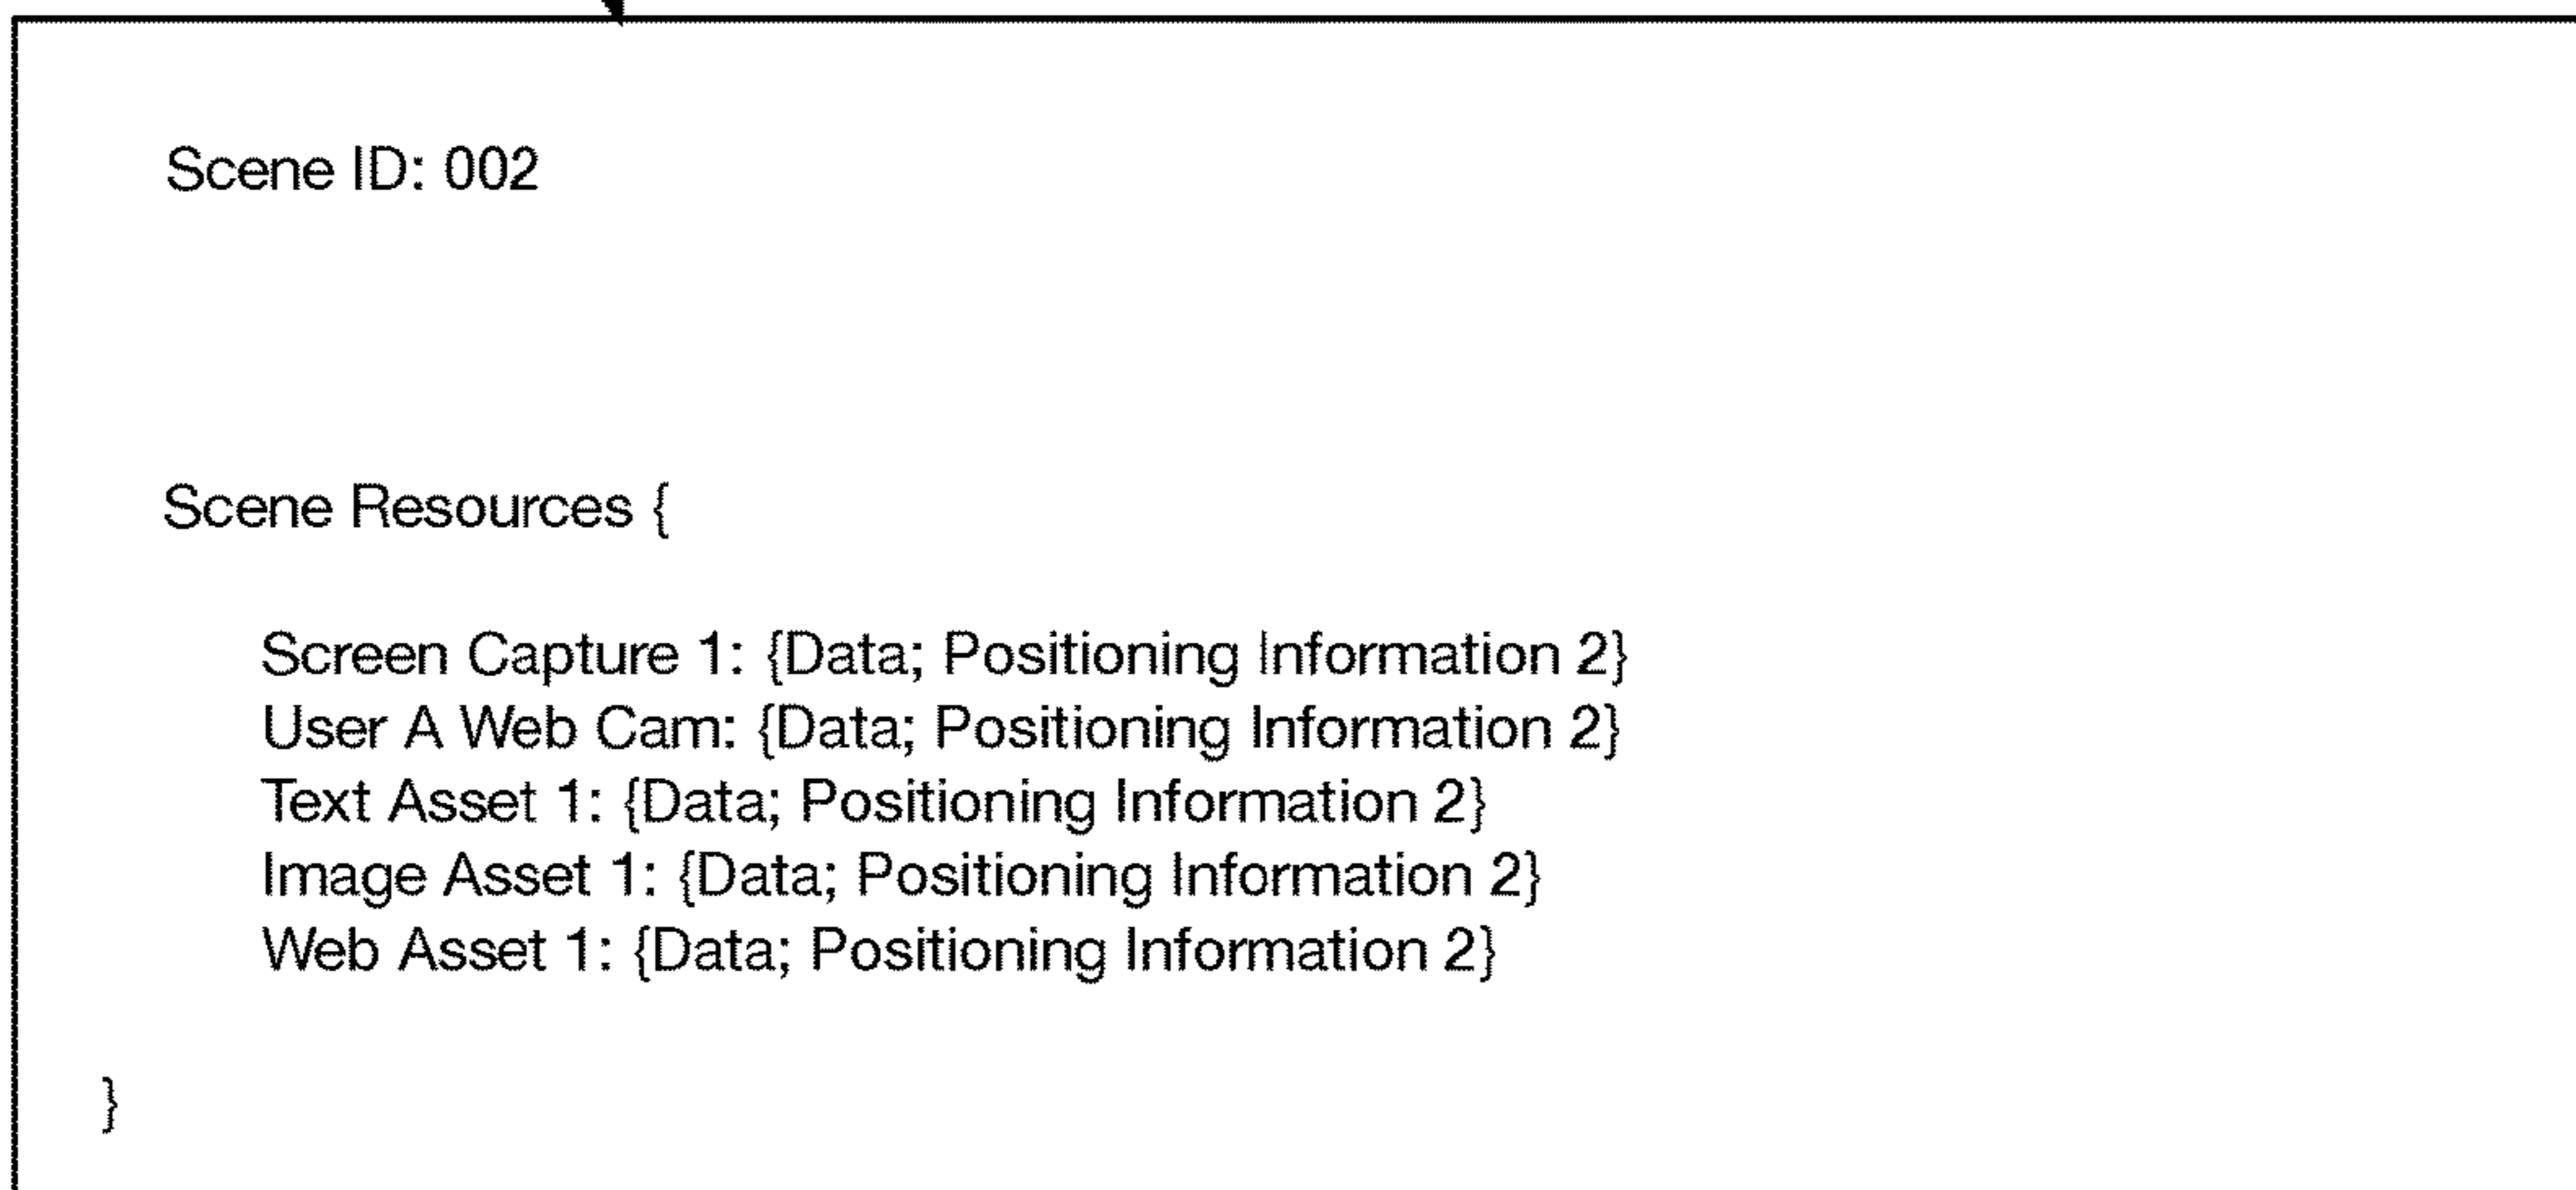 Scene ID: 002
Scene Resources {
Screen Capture 1: {Data; Positioning Information 2}
User A Web Cam: {Data; Positioning Information 2}
Text Asset 1: {Data; Positioning Information 2}
Image Asset 1: {Data; Positioning Information 2}
Web Asset 1: {Data; Positioning Information 2}
}